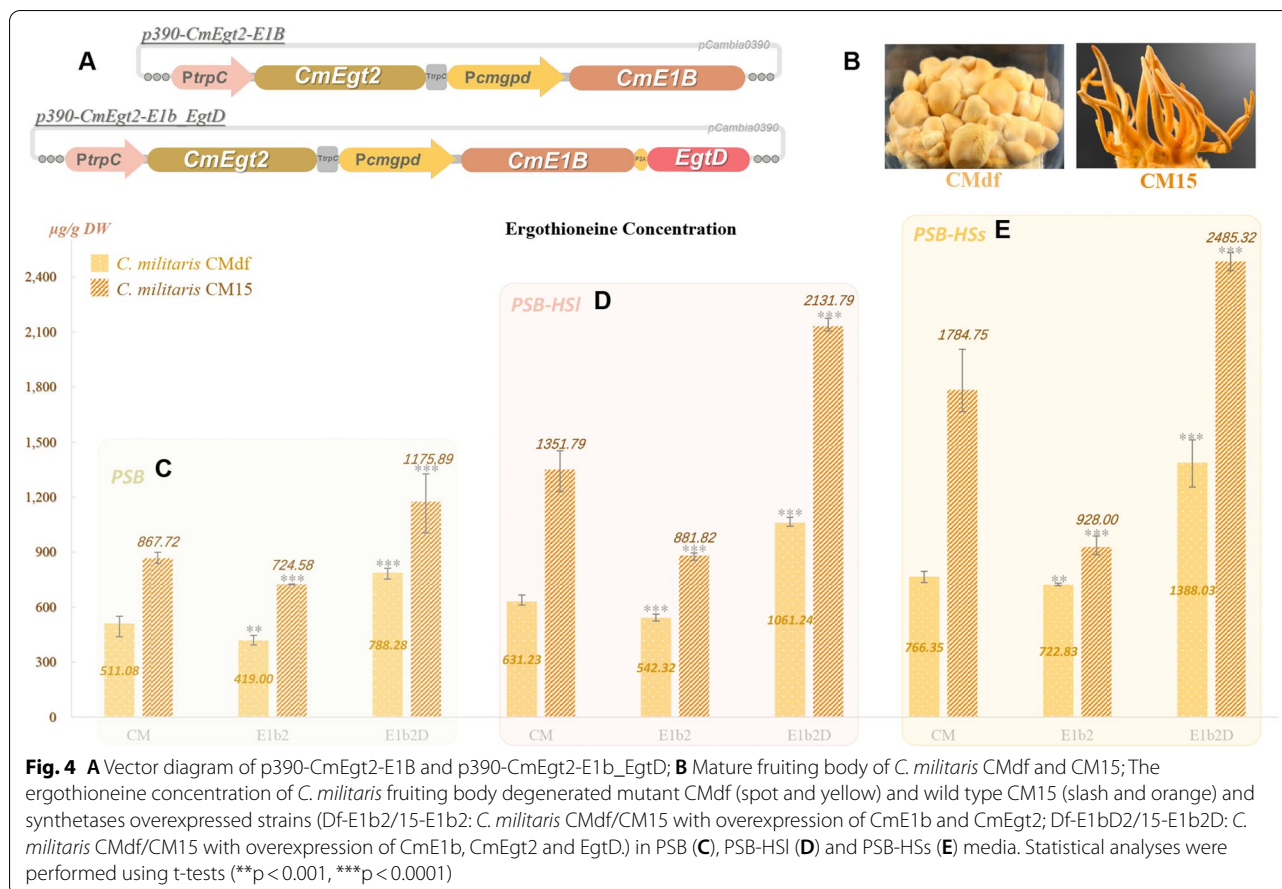 p390-CmEgt2-E1B
pCambia0390
A
PtrpC CmEgt2 TtrpC Pcmgpd CmE1B
p390-CmEgt2-E1b_EgtD
pCambia0390
PtrpC CmEgt2 TtrpC Pcmgpd CmE1B P2A EgtD
B
CMdf CM15
µg/g DW
Ergothioneine Concentration
C. militaris CMdf
C. militaris CM15
2,400
2,100
1,800
1,500
1,200
900
600
300
0
PSB C
511.08 867.72
** 419.00 724.58 ***
*** 788.28 1175.89 ***
CM E1b2 E1b2D
PSB-HSl D
631.23 1351.79
*** 542.32 881.82 ***
*** 1061.24 2131.79 ***
CM E1b2 E1b2D
PSB-HSs E
766.35 1784.75
** 722.83 928.00 ***
*** 1388.03 2485.32 ***
CM E1b2 E1b2D
Fig. 4 A Vector diagram of p390-CmEgt2-E1B and p390-CmEgt2-E1b_EgtD; B Mature fruiting body of C. militaris CMdf and CM15; The
ergothioneine concentration of C. militaris fruiting body degenerated mutant CMdf (spot and yellow) and wild type CM15 (slash and orange) and
synthetases overexpressed strains (Df-E1b2/15-E1b2: C. militaris CMdf/CM15 with overexpression of CmE1b and CmEgt2; Df-EbD2/15-E1b2D: C.
militaris CMdf/CM15 with overexpression of CmE1b, CmEgt2 and EgtD.) in PSB (C), PSB-HSl (D) and PSB-HSs (E) media. Statistical analyses were
performed using t-tests (**p < 0.001, ***p < 0.0001)